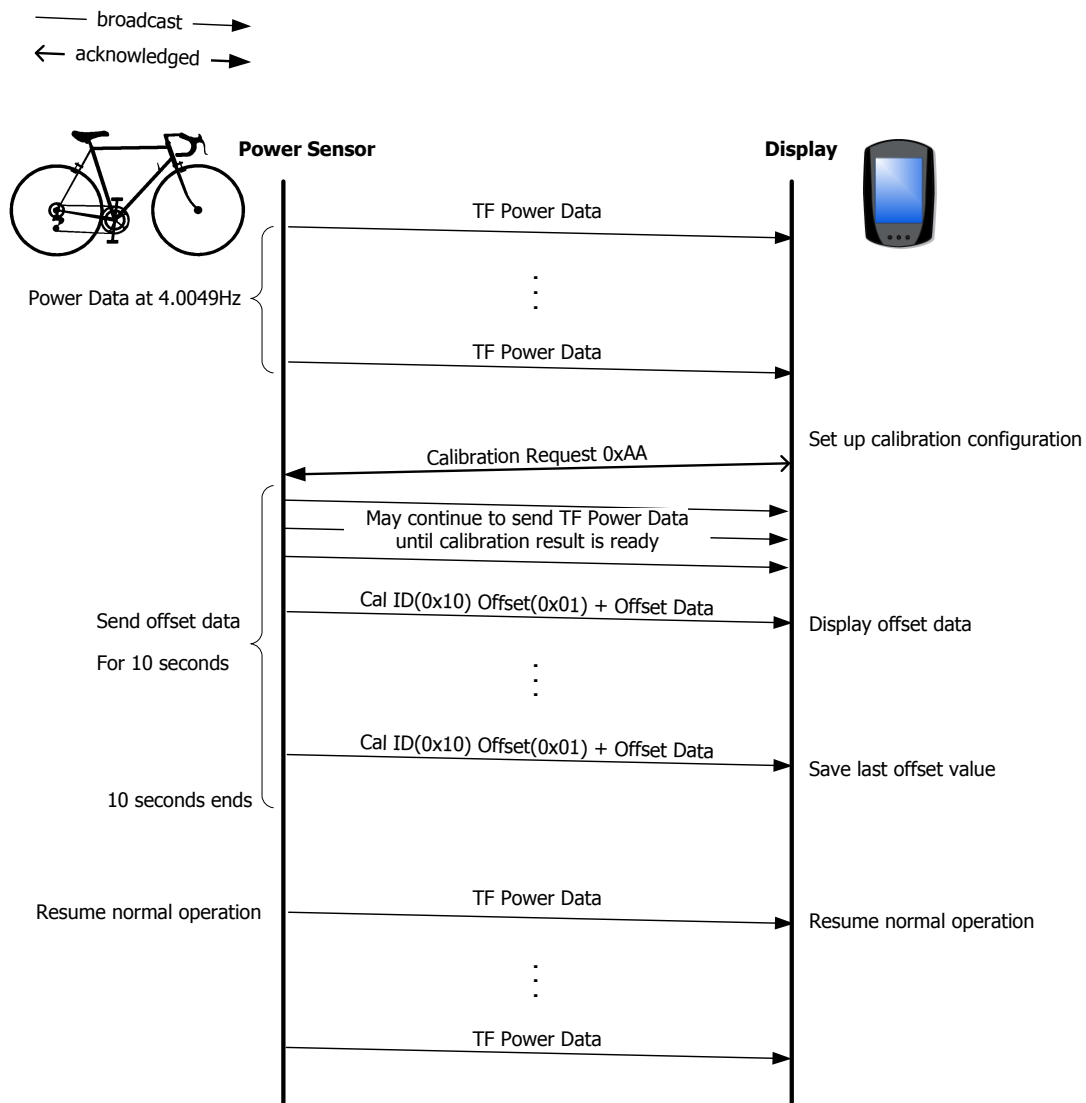 broadcast
acknowledged
Power Sensor
Display
TF Power Data
Power Data at 4.0049Hz
TF Power Data
Set up calibration configuration
Calibration Request 0xAA
May continue to send TF Power Data
until calibration result is ready
Cal ID(0x10) Offset(0x01) + Offset Data
Send offset data
For 10 seconds
Display offset data
Cal ID(0x10) Offset(0x01) + Offset Data
Save last offset value
10 seconds ends
TF Power Data
Resume normal operation
Resume normal operation
TF Power Data